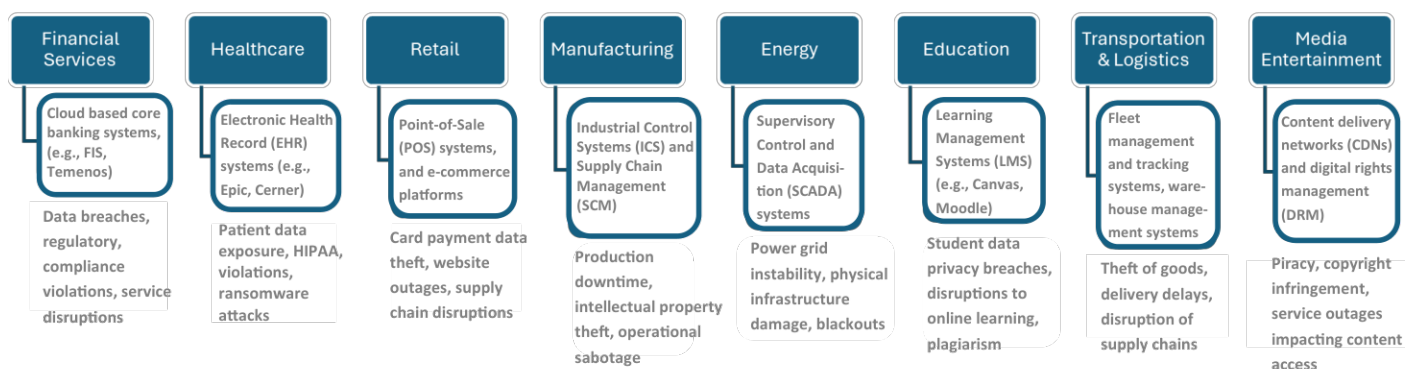 Financial
Services
Cloud based core
banking systems,
(e.g., FIS,
Temenos)
Data breaches,
regulatory,
compliance
violations, service
disruptions
Healthcare
Electronic Health
Record (EHR)
systems (e.g.,
Epic, Cerner)
Patient data
exposure, HIPAA,
violations,
ransomware
attacks
Retail
Point-of-Sale
(POS) systems,
and e-commerce
platforms
Card payment data
theft, website
outages, supply
chain disruptions
Manufacturing
Industrial Control
Systems (ICS) and
Supply Chain
Management
(SCM)
Production
downtime,
intellectual property
theft, operational
sabotage
Energy
Supervisory
Control and
Data Acquisi-
tion (SCADA)
systems
Power grid
instability, physical
infrastructure
damage, blackouts
Education
Learning
Management
Systems (LMS)
(e.g., Canvas,
Moodle)
Student data
privacy breaches,
disruptions to
online learning,
plagiarism
Transportation
& Logistics
Fleet
management
and tracking
systems, ware-
house manage-
ment systems
Theft of goods,
delivery delays,
disruption of
supply chains
Media
Entertainment
Content delivery
networks (CDNs)
and digital rights
management
(DRM)
Piracy, copyright
infringement,
service outages
impacting content
access